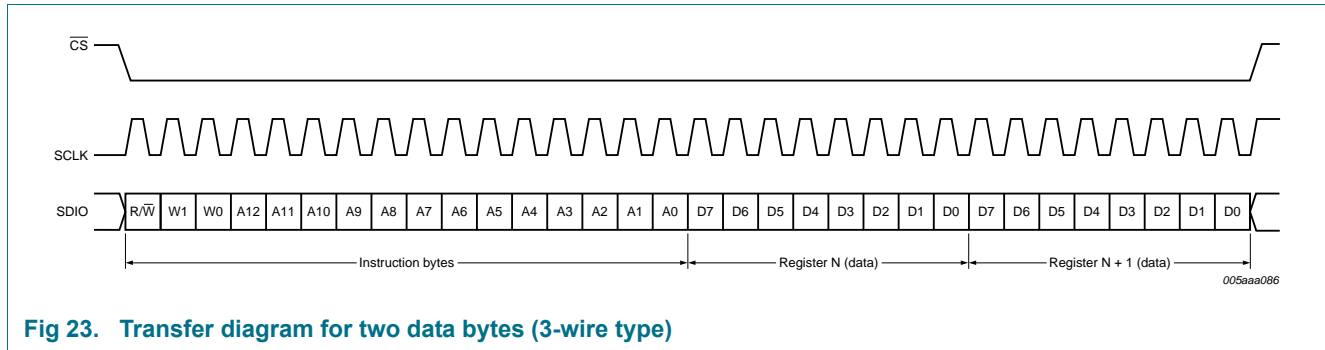 CS
SCLK
SDIO R/W W1 W0 A12 A11 A10 A9 A8 A7 A6 A5 A4 A3 A2 A1 A0 D7 D6 D5 D4 D3 D2 D1 D0 D7 D6 D5 D4 D3 D2 D1 D0
Instruction bytes Register N (data) Register N + 1 (data)
005aaa086
Fig 23. Transfer diagram for two data bytes (3-wire type)